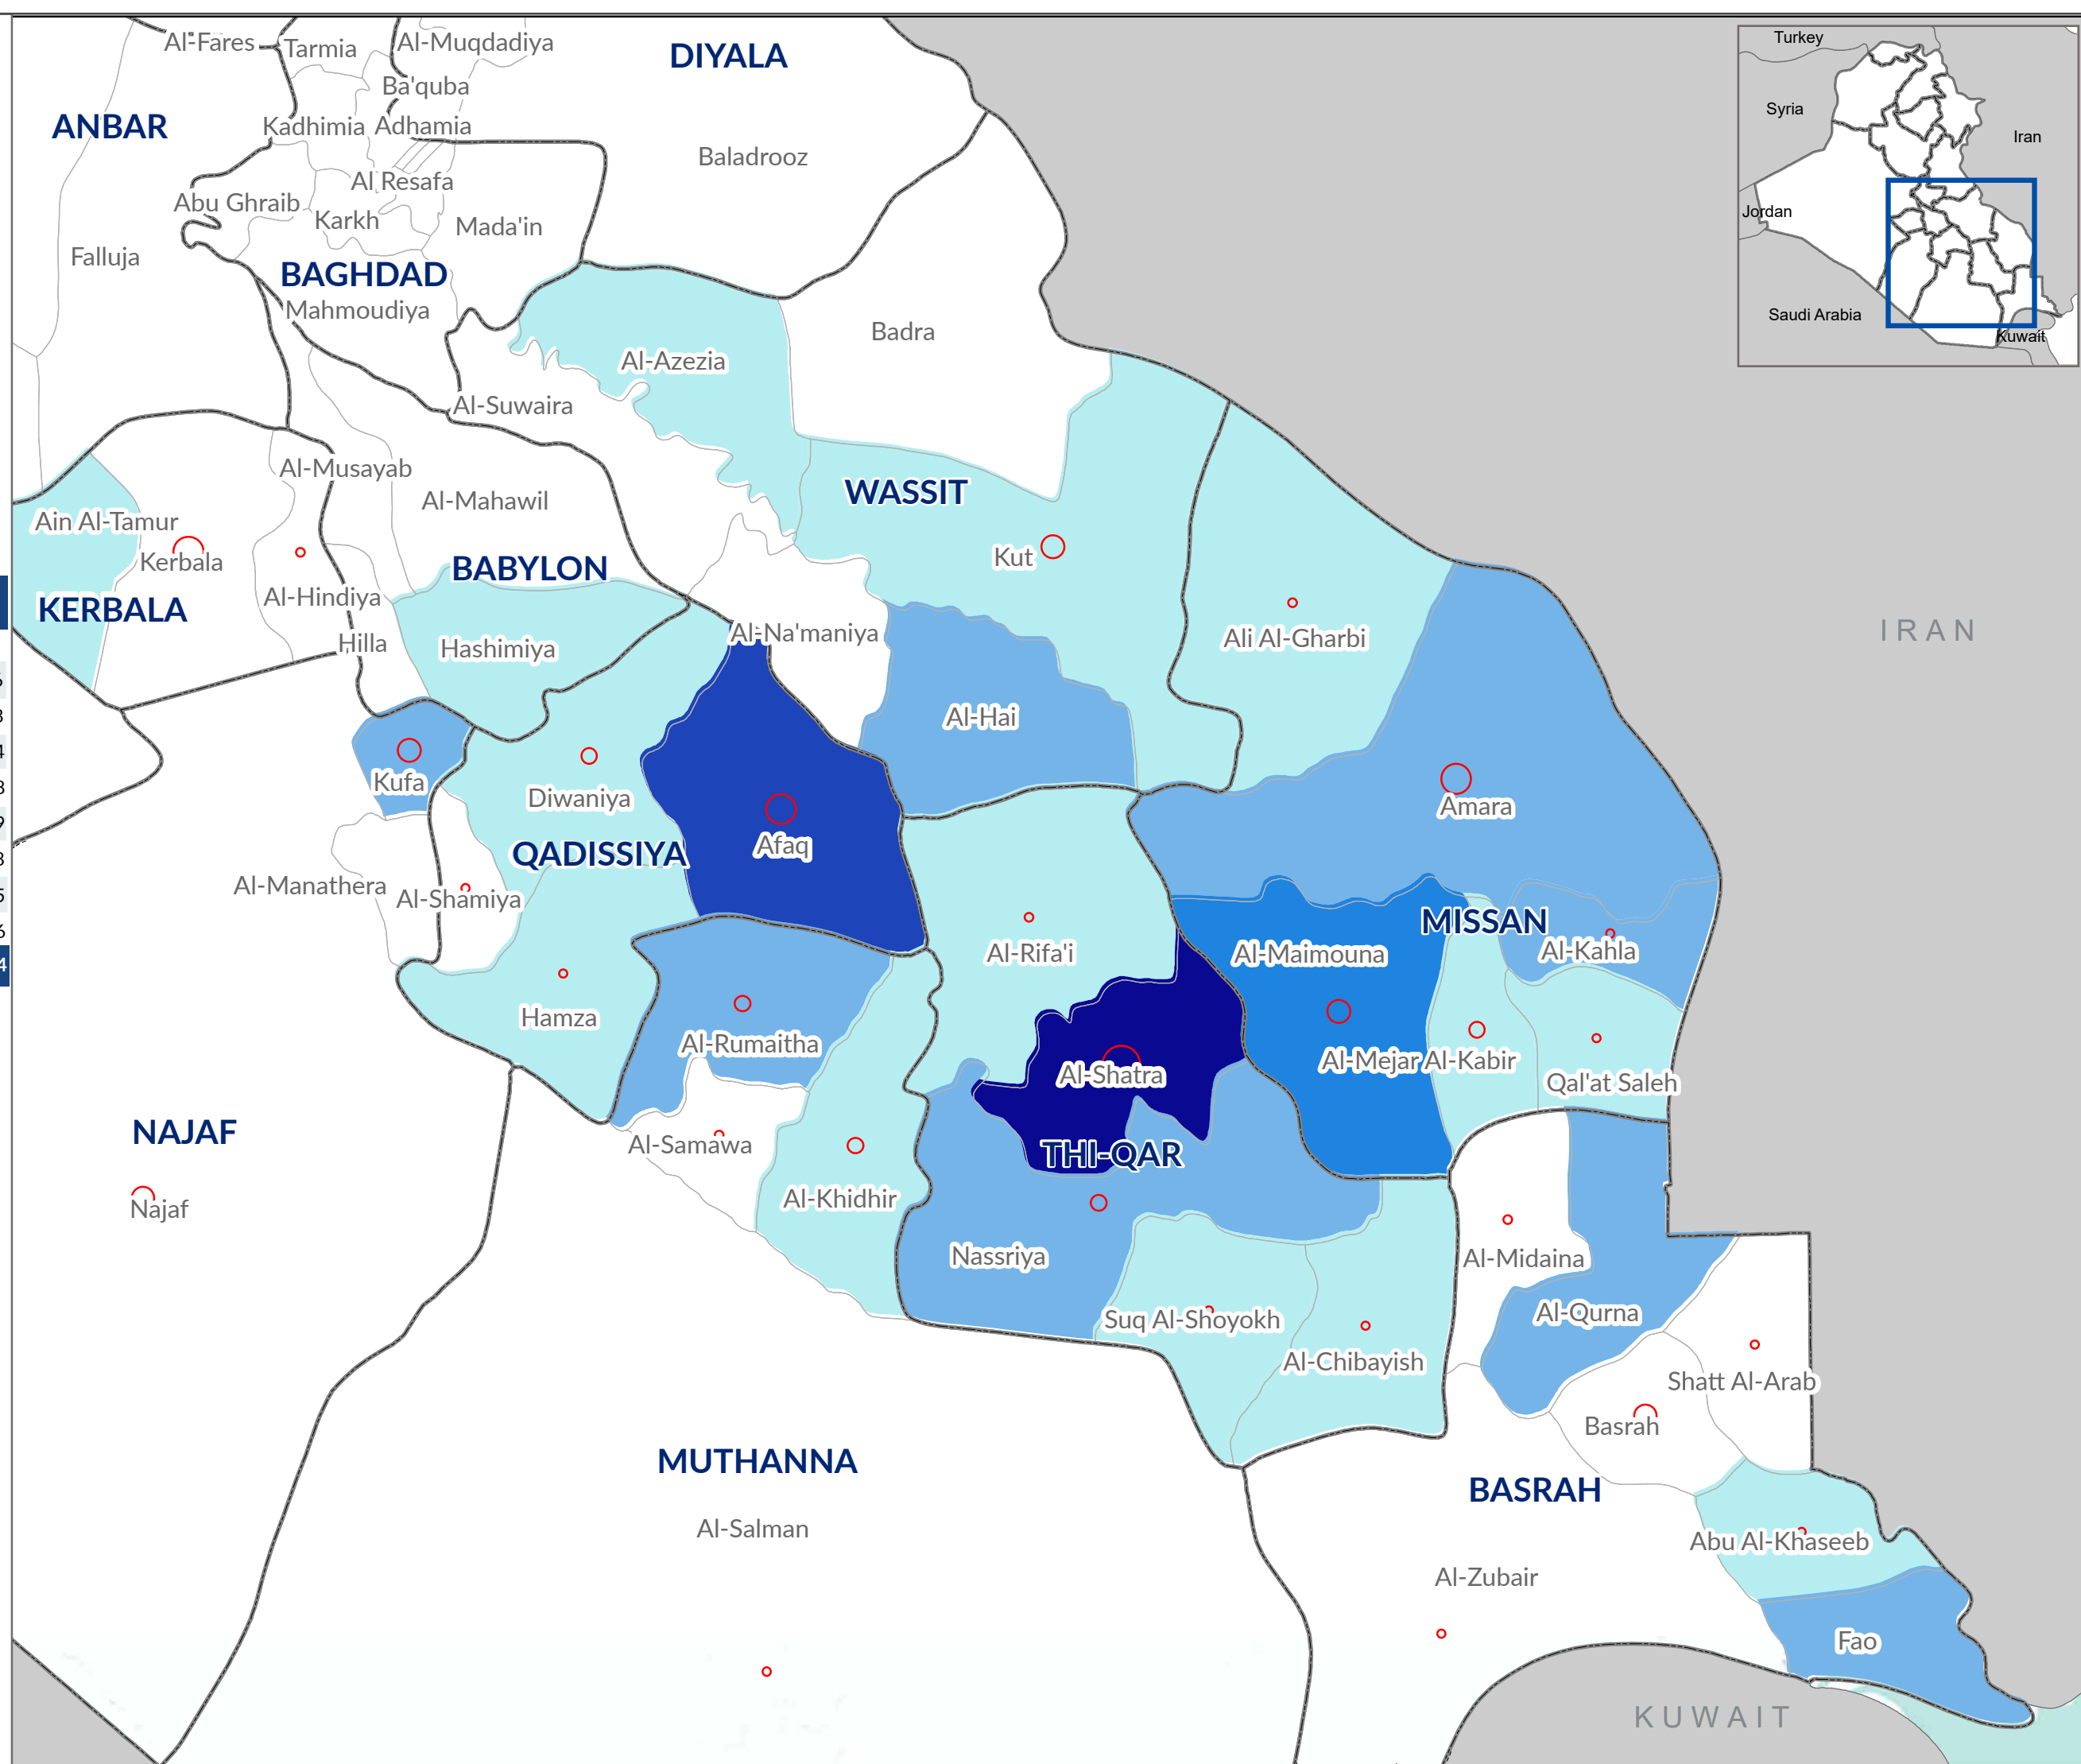 Al-Fares
Tarmia
Al-Muqdadiya
DIYALA
Ba'quba
ANBAR
Kadhimia
Adhamia
Baladrooz
Al Resafa
Abu Ghraib
Karkh
Mada'in
Falluja
BAGHDAD
Mahmoudiya
Badra
Al-Azezia
Al-Suwaira
Al-Musayab
Al-Mahawil
WASSIT
Ain Al-Tamur
Kerbala
Kut
BABYLON
KERBALA
Al-Hindiya
Hilla
Hashimiya
Al-Na'maniya
Ali Al-Gharbi
IRAN
Al-Hai
Kufa
Diwaniya
Amara
Afaq
QADISSIYA
Al-Manathera
Al-Shamiya
MISSAN
Al-Rifa'i
Al-Maimouna
Al-Kahla
Hamza
Al-Rumaitha
Al-Shatra
Al-Mejar Al-Kabir
Qal'at Saleh
NAJAF
Al-Samawa
THI-QAR
Al-Khidhir
Najaf
Nassriya
Al-Midaina
Al-Qurna
Suq Al-Shoyokh
Al-Chibayish
Shatt Al-Arab
Basrah
MUTHANNA
BASRAH
Al-Salman
Abu Al-Khaseeb
Al-Zubair
Fao
KUWAIT
Turkey
Syria
Iran
Jordan
Saudi Arabia
Kuwait